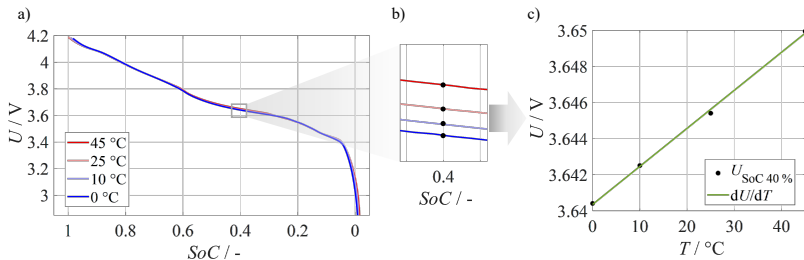 a)
4.2
4
3.8
3.6
3.4
3.2
3
U / V
45 °C
25 °C
10 °C
0 °C
1
0.8
0.6
0.4
0.2
0
SoC / -
b)
0.4
SoC / -
c)
3.65
3.648
3.646
3.644
3.642
3.64
U / V
U SoC 40 %
dU/dT
0
10
20
30
40
T / °C